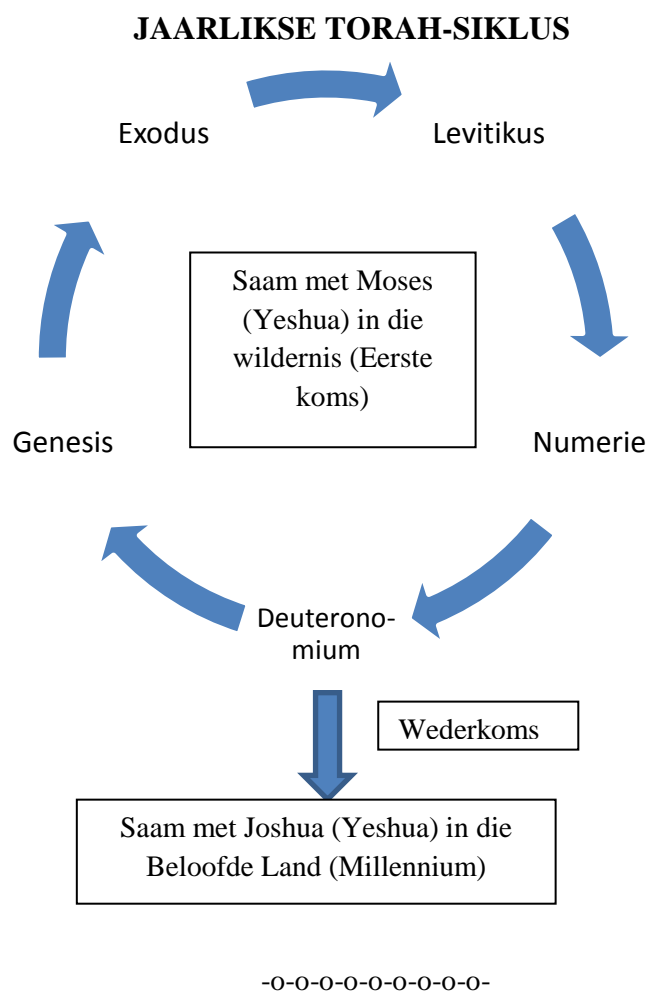 JAARLIKSE TORAH-SIKLUS
Exodus
Levitikus
Saam met Moses
(Yeshua) in die
wildernis (Eerste
koms)
Genesis
Numerie
Deuterono-
mium
Wederkoms
Saam met Joshua (Yeshua) in die
Beloofde Land (Millennium)
-o-o-o-o-o-o-o-o-o-